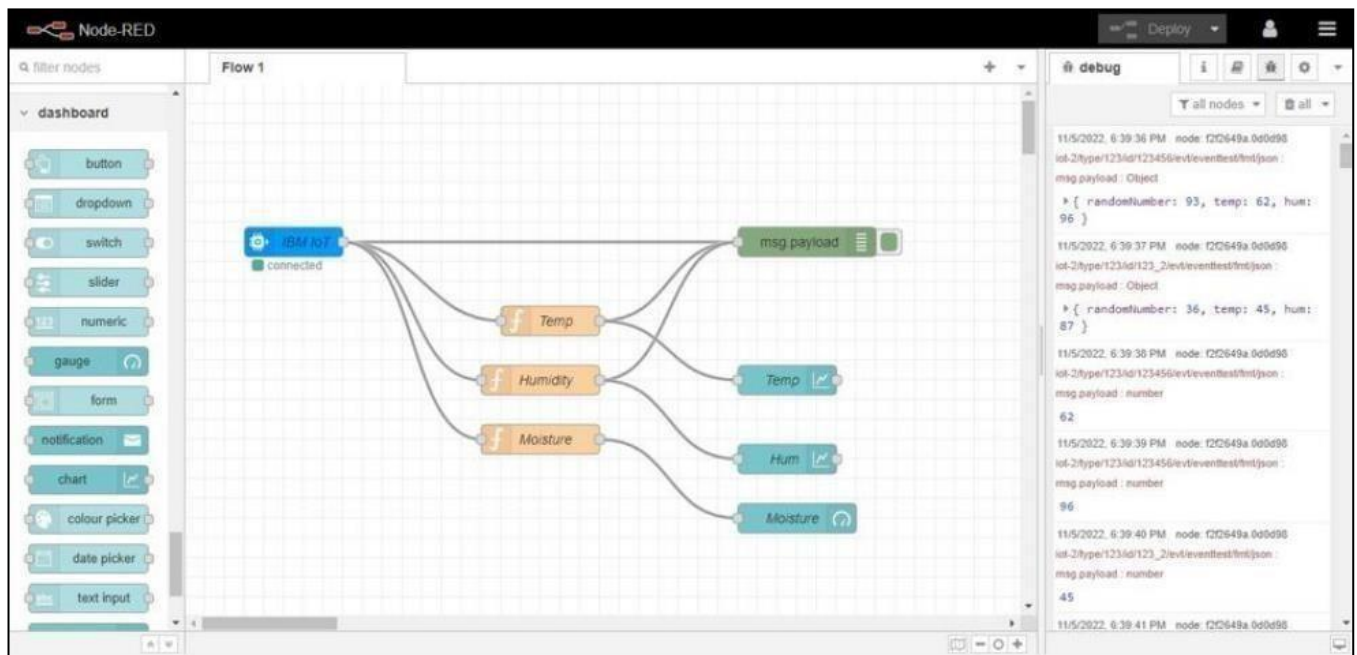 Node-RED
Deploy
filter nodes
Flow 1
debug
i
all nodes
all
dashboard
button
dropdown
switch
slider
numeric
gauge
form
notification
chart
colour picker
date picker
text input
IBM IoT
connected
msg.payload
Temp
Humidity
Moisture
Temp
Hum
Moisture
11/5/2022, 6:39:36 PM node: f2f2649a.0d0d98
iot-2/type/123/id/123456/evt/eventtest/fmt/json :
msg.payload : Object
{ randomNumber: 93, temp: 62, hum:
96 }
11/5/2022, 6:39:37 PM node: f2f2649a.0d0d98
iot-2/type/123/id/123_2/evt/eventtest/fmt/json :
msg.payload : Object
{ randomNumber: 36, temp: 45, hum:
87 }
11/5/2022, 6:39:38 PM node: f2f2649a.0d0d98
iot-2/type/123/id/123456/evt/eventtest/fmt/json :
msg.payload : number
62
11/5/2022, 6:39:39 PM node: f2f2649a.0d0d98
iot-2/type/123/id/123456/evt/eventtest/fmt/json :
msg.payload : number
96
11/5/2022, 6:39:40 PM node: f2f2649a.0d0d98
iot-2/type/123/id/123_2/evt/eventtest/fmt/json :
msg.payload : number
45
11/5/2022, 6:39:41 PM node: f2f2649a.0d0d98